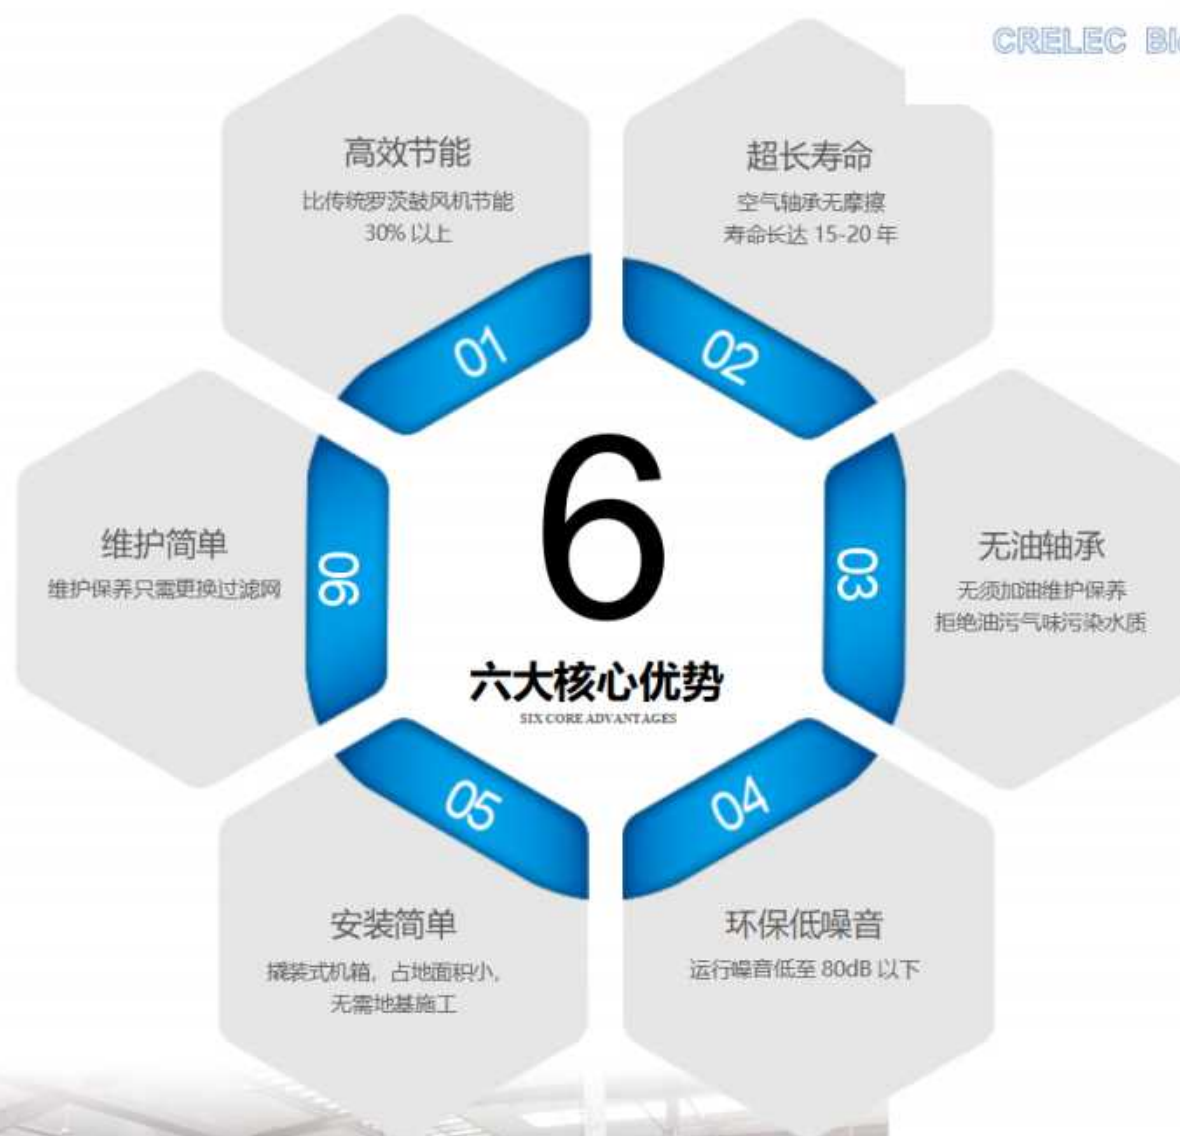 CRELEC
高效节能
比传统罗茨鼓风机节能
30% 以上
01
超长寿命
空气轴承无摩擦
寿命长达 15-20 年
02
无油轴承
无须加油维护保养
拒绝油污气味污染水质
03
环保低噪音
运行噪音低至 80dB 以下
04
安装简单
撬装式机箱，占地面积小，
无需地基施工
05
维护简单
维护保养只需更换过滤网
06
6
六大核心优势
SIX CORE ADVANTAGES